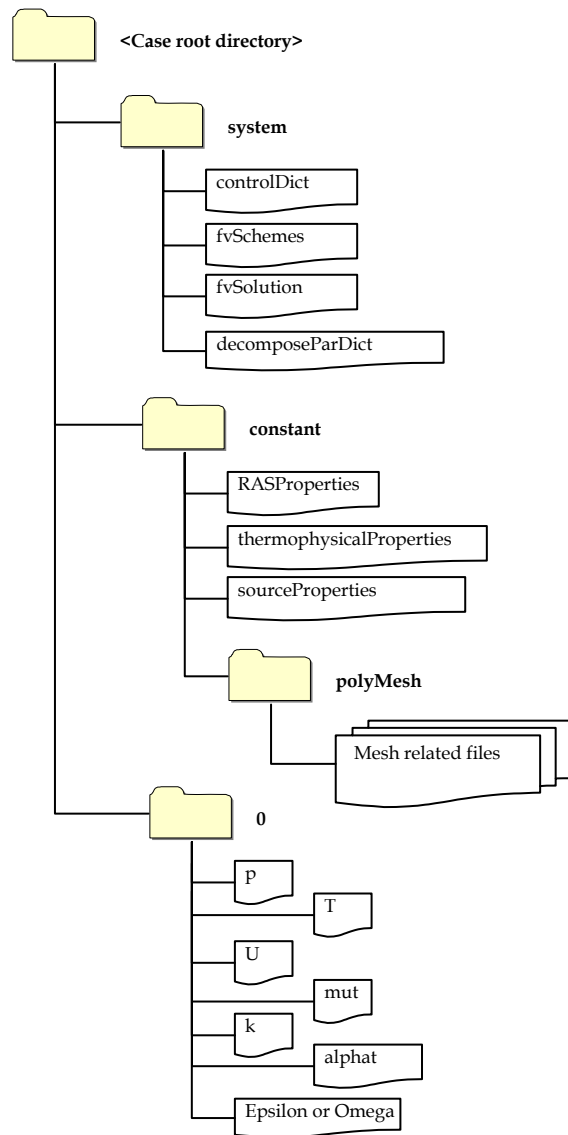 <Case root directory>
system
controlDict
fvSchemes
fvSolution
decomposeParDict
constant
RASProperties
thermophysicalProperties
sourceProperties
polyMesh
Mesh related files
0
p
T
U
mut
k
alphat
Epsilon or Omega